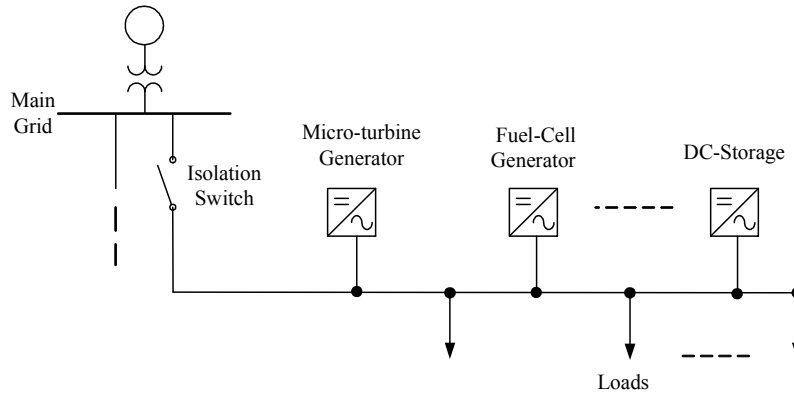 Main
Grid
Isolation
Switch
Micro-turbine
Generator
Fuel-Cell
Generator
DC-Storage
Loads